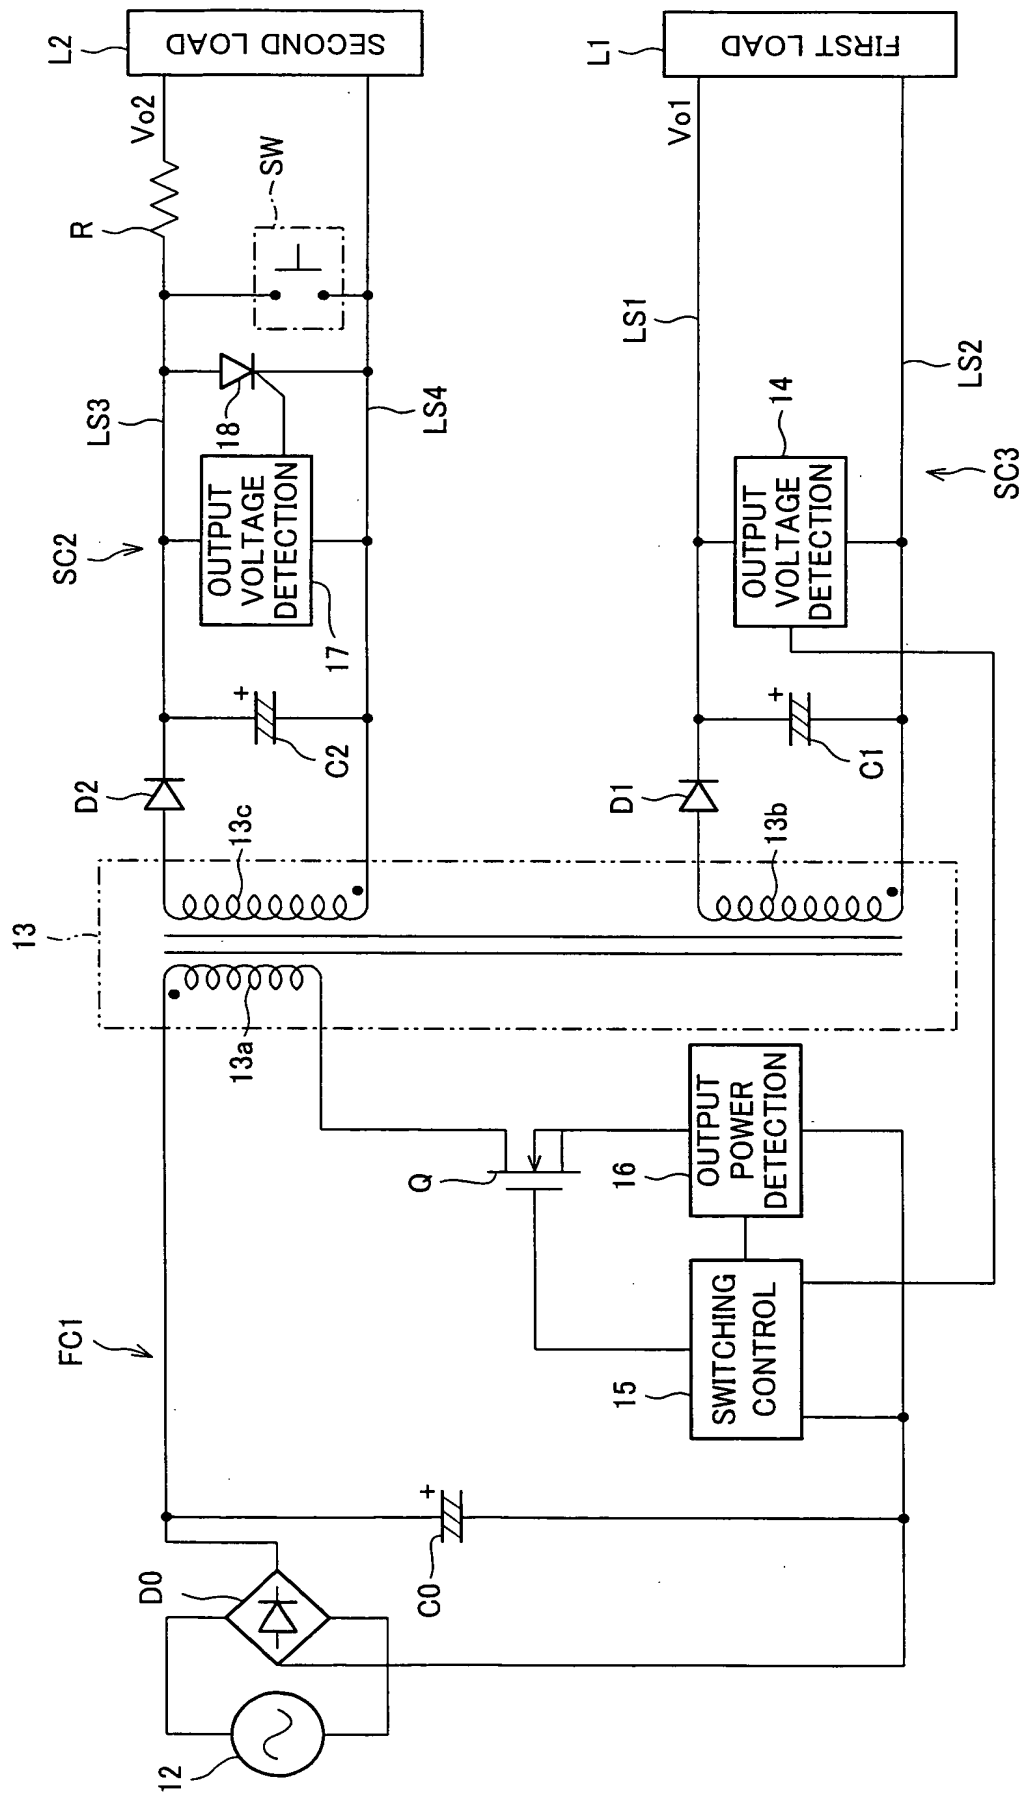 L2
SECOND LOAD
Vo2
R
SW
LS3
18
LS4
SC2
OUTPUT
VOLTAGE
DETECTION
17
+
C2
D2
13c
L1
FIRST LOAD
Vo1
LS1
LS2
14
OUTPUT
VOLTAGE
DETECTION
SC3
+
C1
D1
13b
13
13a
Q
16
OUTPUT
POWER
DETECTION
FC1
15
SWITCHING
CONTROL
+
C0
D0
12